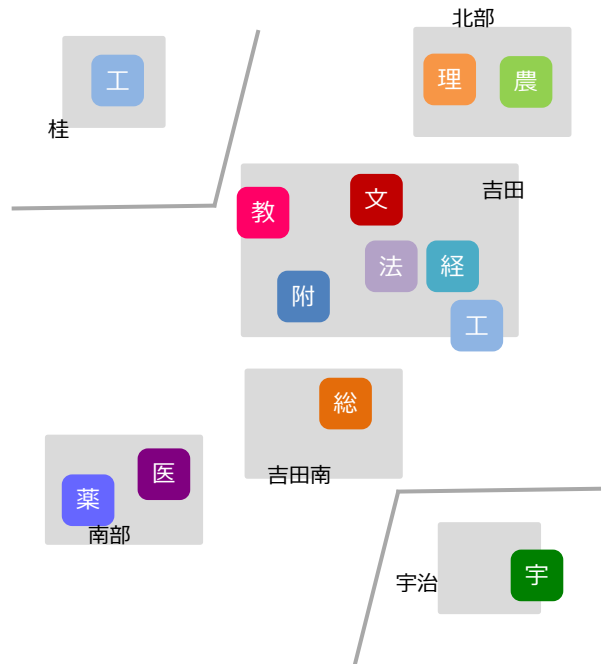 北部
工
理
農
桂
吉田
文
教
法
経
附
工
総
吉田南
医
薬
南部
宇
宇治